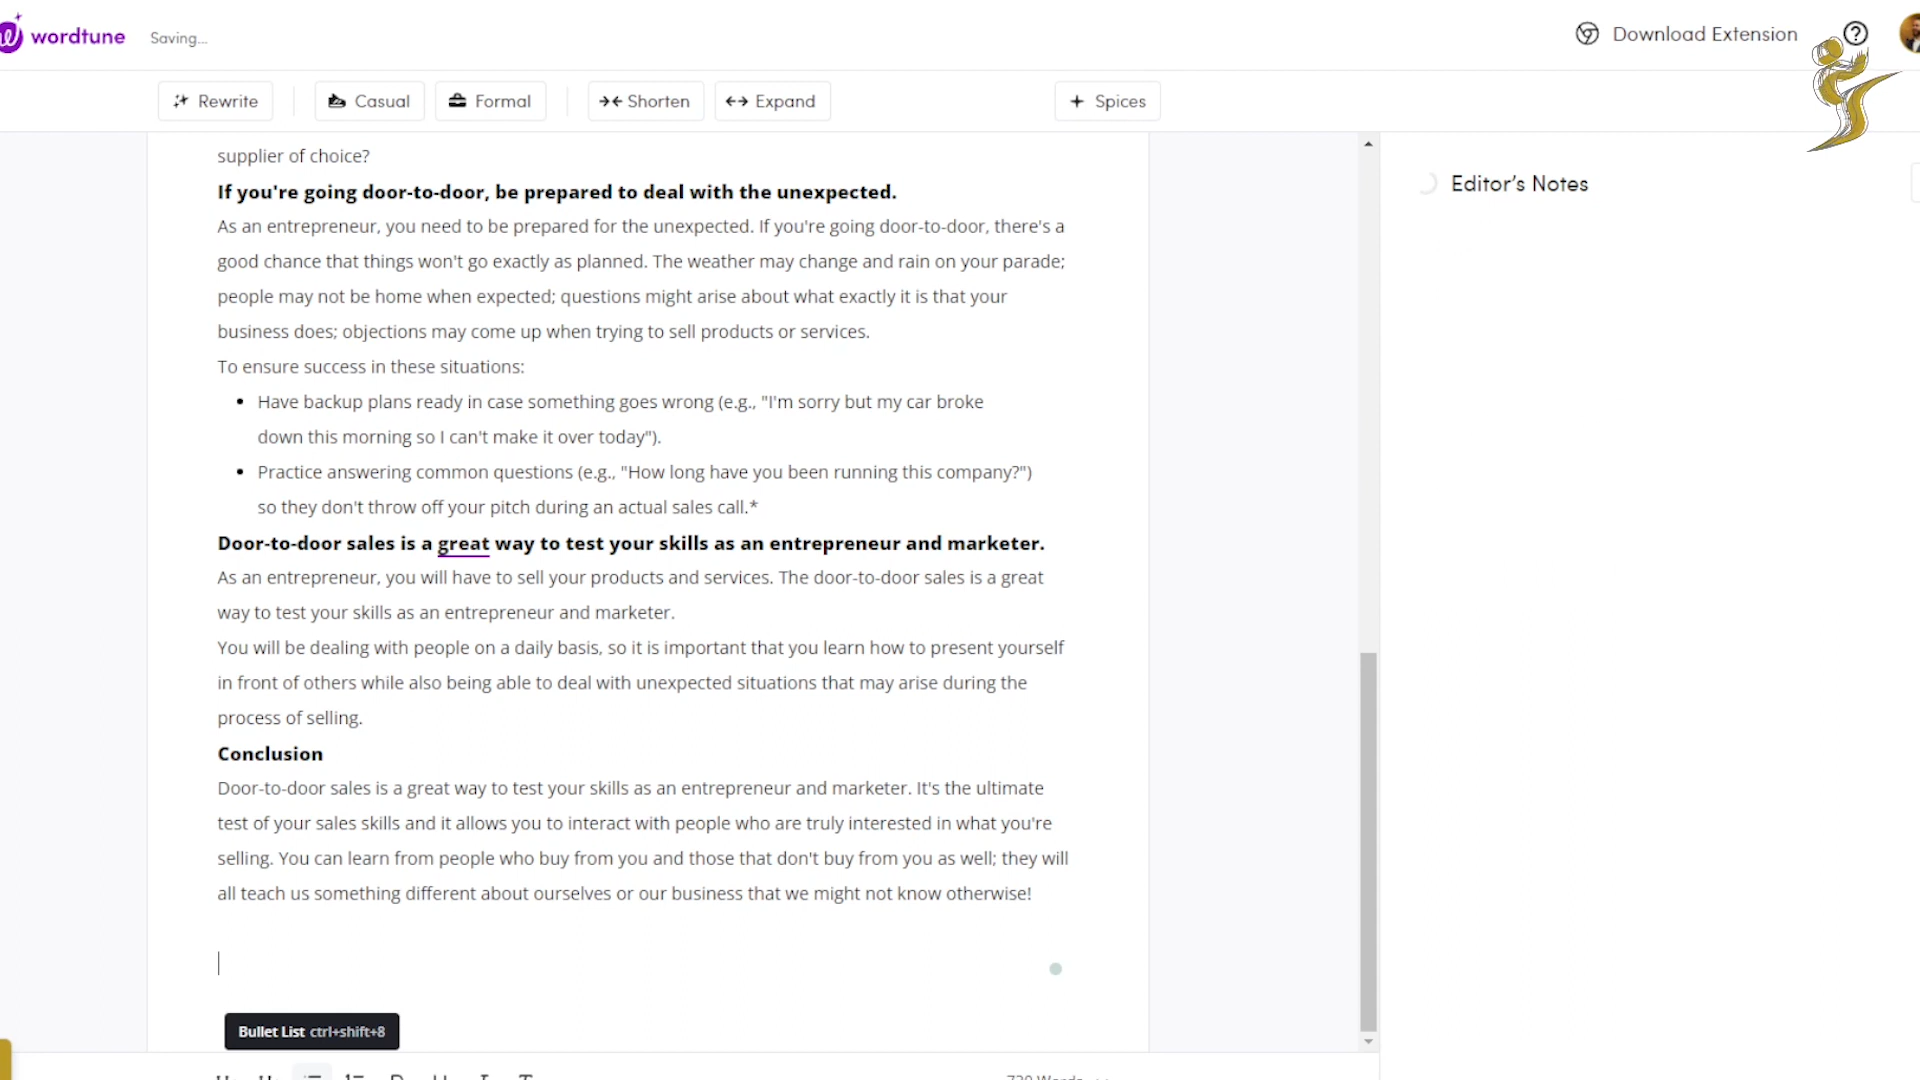 wordtune Saving... Download Extension
Rewrite Casual Formal Shorten Expand Spices
supplier of choice?
If you're going door-to-door, be prepared to deal with the unexpected.
As an entrepreneur, you need to be prepared for the unexpected. If you're going door-to-door, there's a
good chance that things won't go exactly as planned. The weather may change and rain on your parade;
people may not be home when expected; questions might arise about what exactly it is that your
business does; objections may come up when trying to sell products or services.
To ensure success in these situations:
Have backup plans ready in case something goes wrong (e.g., "I'm sorry but my car broke
down this morning so I can't make it over today").
Practice answering common questions (e.g., "How long have you been running this company?")
so they don't throw off your pitch during an actual sales call.*
Door-to-door sales is a great way to test your skills as an entrepreneur and marketer.
As an entrepreneur, you will have to sell your products and services. The door-to-door sales is a great
way to test your skills as an entrepreneur and marketer.
You will be dealing with people on a daily basis, so it is important that you learn how to present yourself
in front of others while also being able to deal with unexpected situations that may arise during the
process of selling.
Conclusion
Door-to-door sales is a great way to test your skills as an entrepreneur and marketer. It's the ultimate
test of your sales skills and it allows you to interact with people who are truly interested in what you're
selling. You can learn from people who buy from you and those that don't buy from you as well; they will
all teach us something different about ourselves or our business that we might not know otherwise!
Bullet List ctrl+shift+8
Editor's Notes